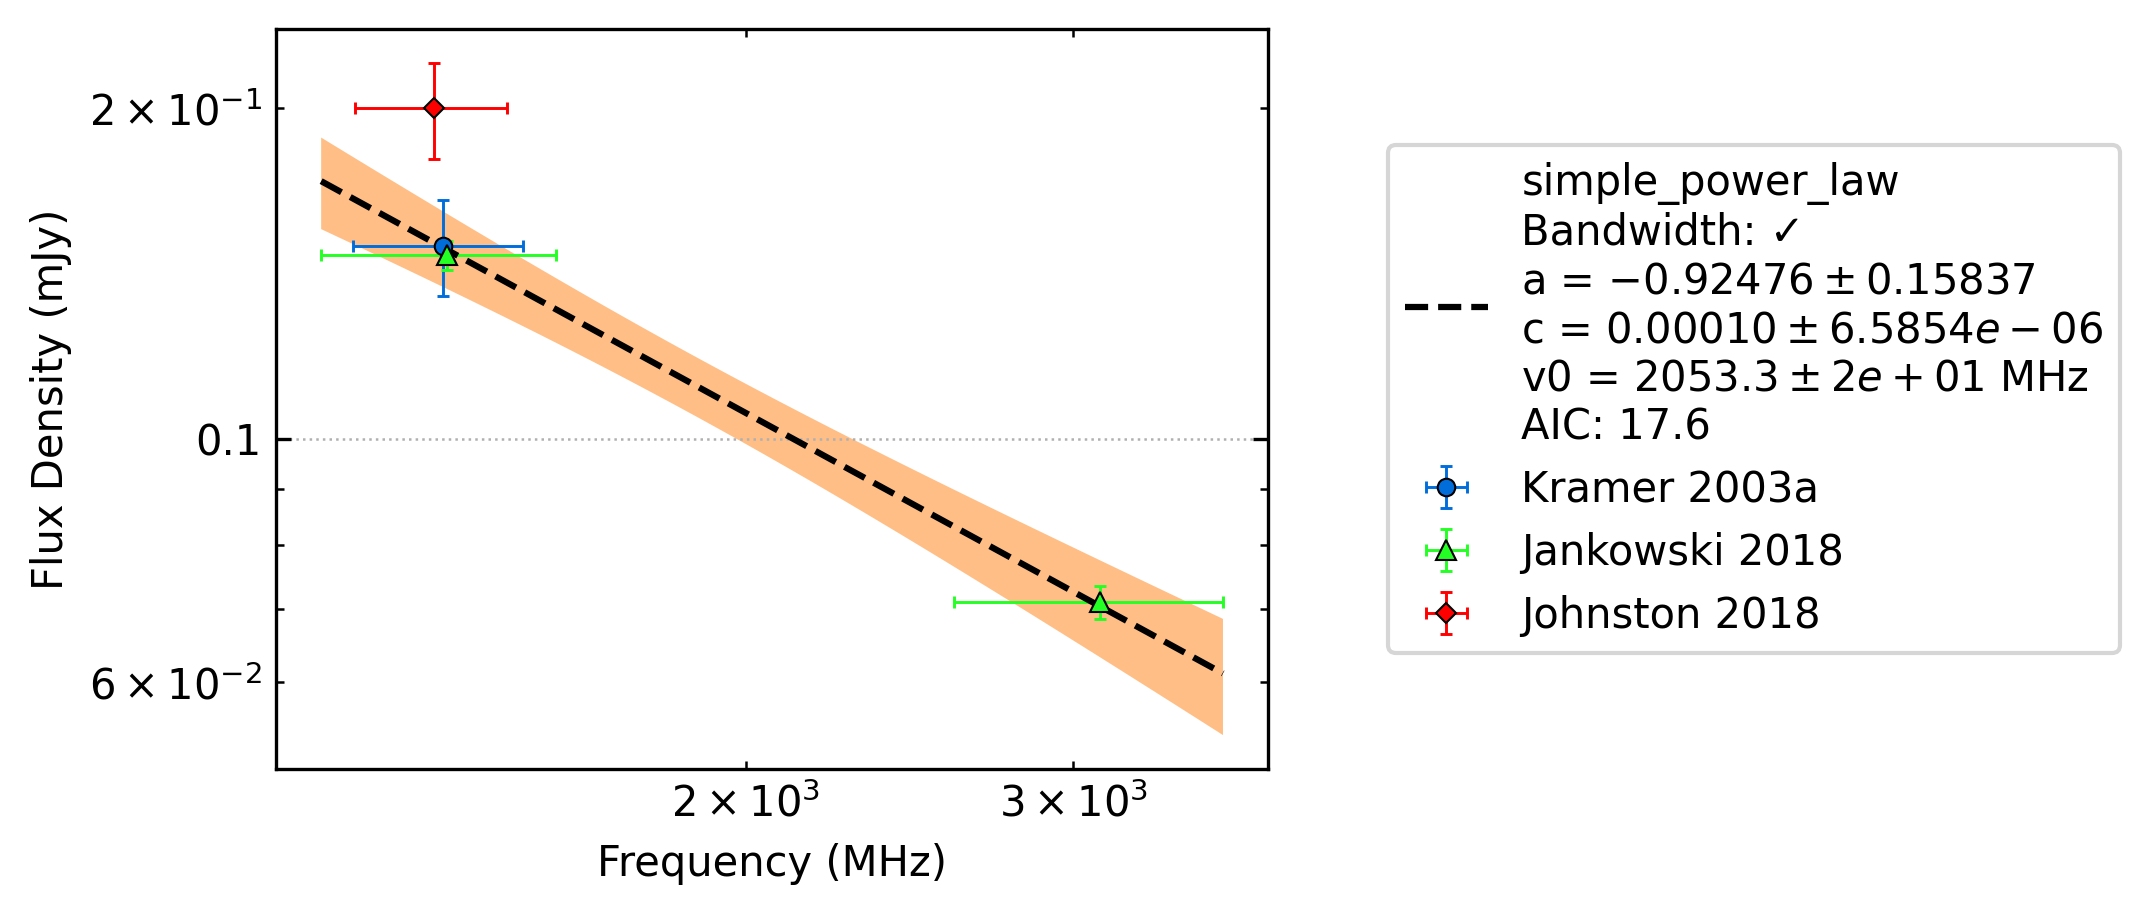 2 × 10⁻¹
0.1
6 × 10⁻²
Flux Density (mJy)
2 × 10³
3 × 10³
Frequency (MHz)
simple_power_law
Bandwidth: ✓
a = −0.92476 ± 0.15837
c = 0.00010 ± 6.5854e − 06
v0 = 2053.3 ± 2e + 01 MHz
AIC: 17.6
Kramer 2003a
Jankowski 2018
Johnston 2018